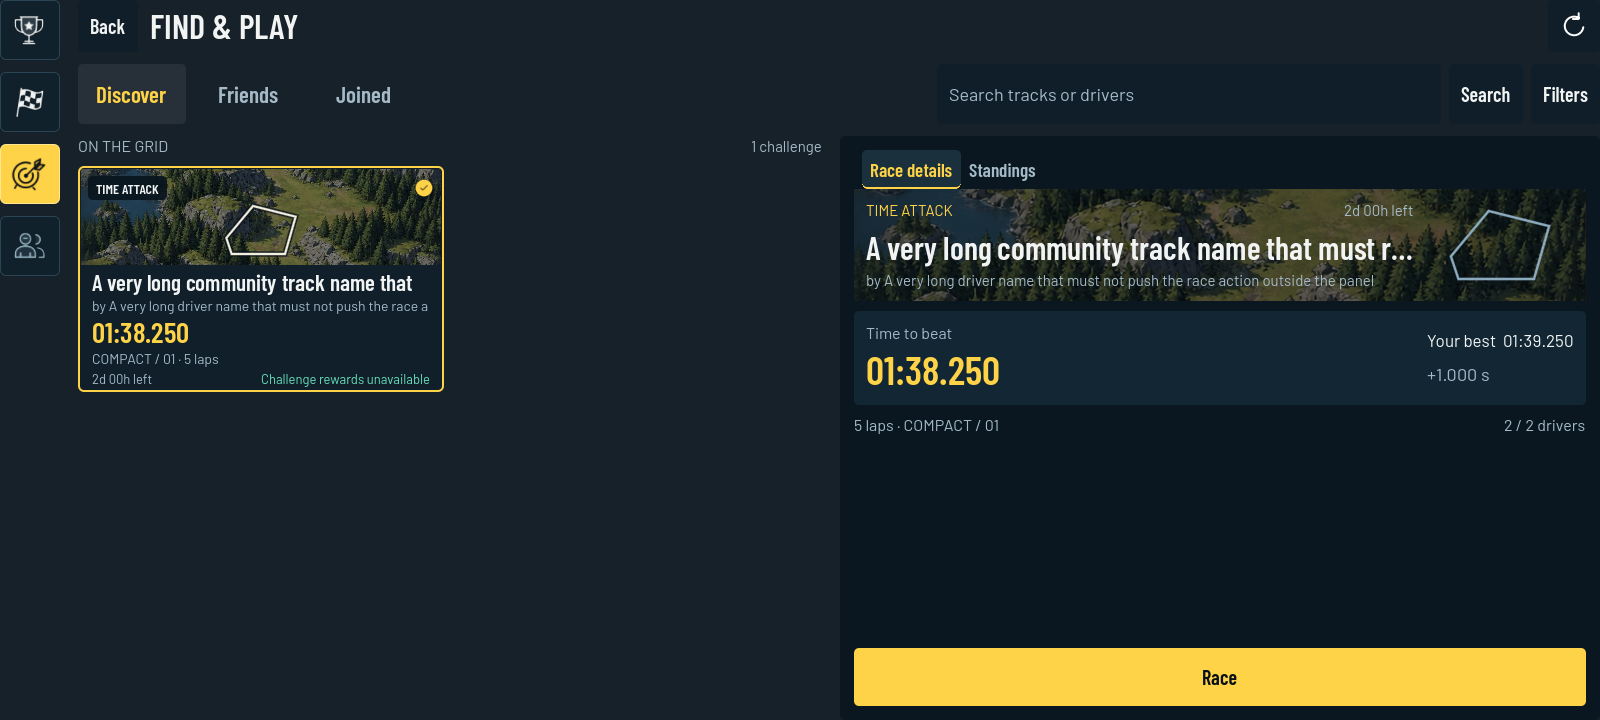 Back
FIND & PLAY
Discover
Friends
Joined
Search tracks or drivers
Search
Filters
ON THE GRID
1 challenge
TIME ATTACK
A very long community track name that
by A very long driver name that must not push the race a
01:38.250
COMPACT / 01 · 5 laps
2d 00h left
Challenge rewards unavailable
Race details
Standings
TIME ATTACK
2d 00h left
A very long community track name that must r...
by A very long driver name that must not push the race action outside the panel
Time to beat
01:38.250
Your best 01:39.250
+1.000 s
5 laps · COMPACT / 01
2 / 2 drivers
Race